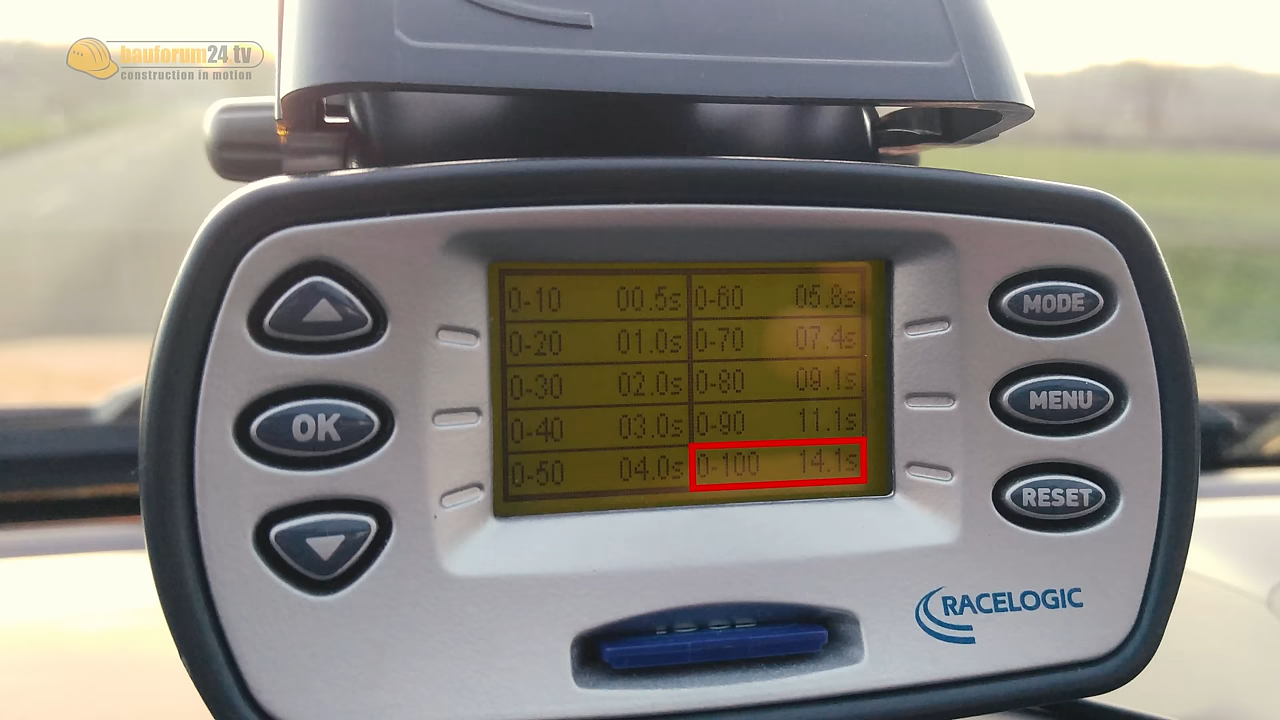 bauforum24 tv
construction in motion
0-10 00.5s 0-60 05.8s
0-20 01.0s 0-70 07.4s
0-30 02.0s 0-80 09.1s
0-40 03.0s 0-90 11.1s
0-50 04.0s 0-100 14.1s
OK
MODE
MENU
RESET
RACELOGIC